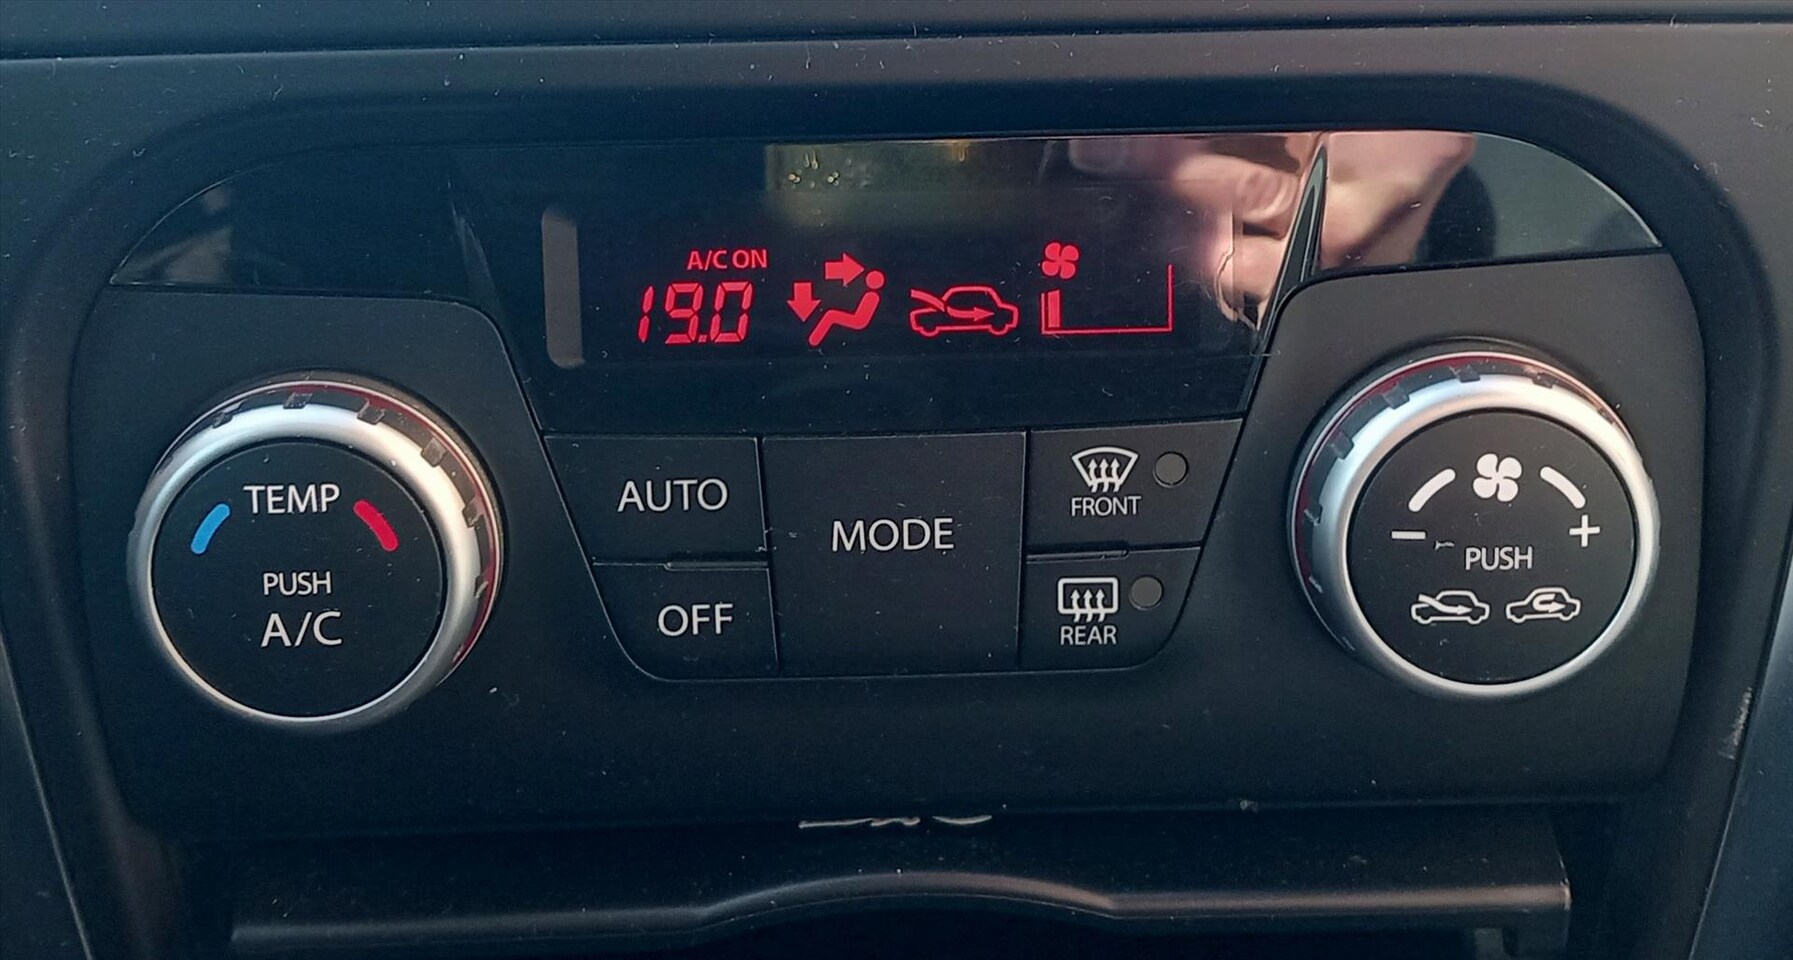 A/C ON
19.0
TEMP
PUSH
A/C
AUTO
OFF
MODE
FRONT
REAR
− +
PUSH